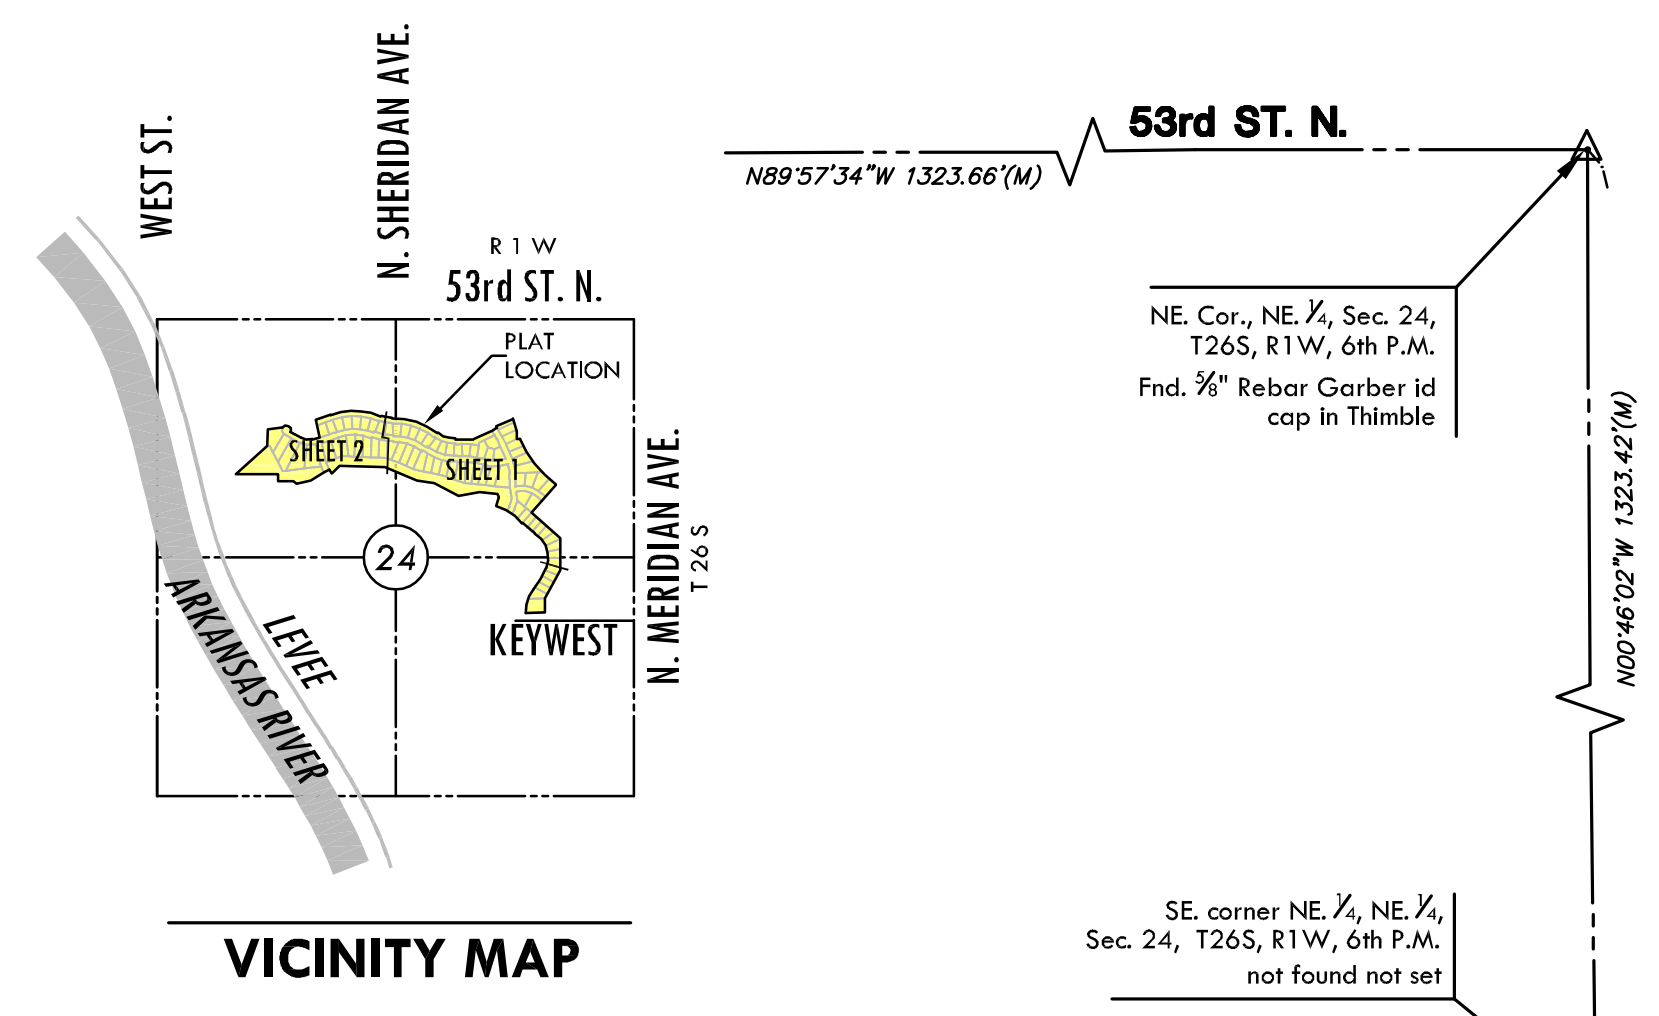 WEST ST.
N. SHERIDAN AVE.
R 1 W
53rd ST. N.
PLAT
LOCATION
SHEET 2
SHEET 1
24
N. MERIDIAN AVE.
T 26 S
KEYWEST
LEVEE
ARKANSAS RIVER
VICINITY MAP
53rd ST. N.
N89°57'34"W 1323.66'(M)
NE. Cor., NE. 1/4, Sec. 24,
T26S, R1W, 6th P.M.
Fnd. 5/8" Rebar Garber id
cap in Thimble
N00°46'02"W 1323.42'(M)
SE. corner NE. 1/4, NE. 1/4,
Sec. 24, T26S, R1W, 6th P.M.
not found not set